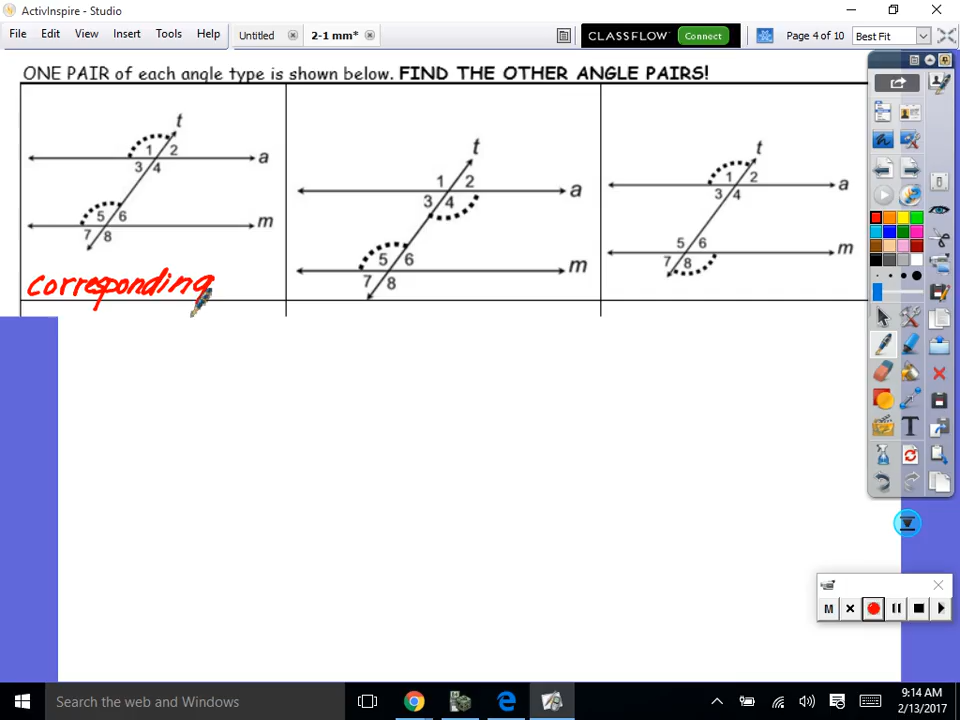 ActivInspire - Studio
File Edit View Insert Tools Help Untitled 2-1 mm* CLASSFLOW Connect Page 4 of 10 Best Fit
ONE PAIR of each angle type is shown below. FIND THE OTHER ANGLE PAIRS!
t
1 2
a
3 4
5 6
m
7 8
corresponding
t
1 2
a
3 4
5 6
m
7 8
t
1 2
a
3 4
5 6
m
7 8
T
M
Search the web and Windows
9:14 AM
2/13/2017